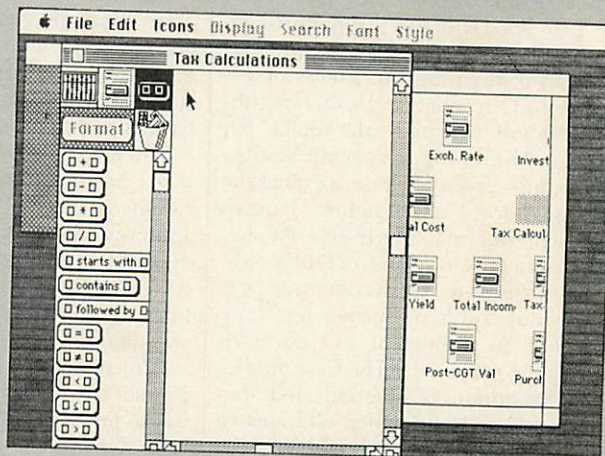 File Edit Icons Display Search Font Style
Tax Calculations
Format
□ + □
□ - □
□ * □
□ / □
□ starts with □
□ contains □
□ followed by □
□ = □
□ ≠ □
□ < □
□ ≤ □
□ > □
Exch. Rate
Invest
al Cost
Tax Calcul
Yield
Total Incom
Tax
Post-CGT Val
Purch